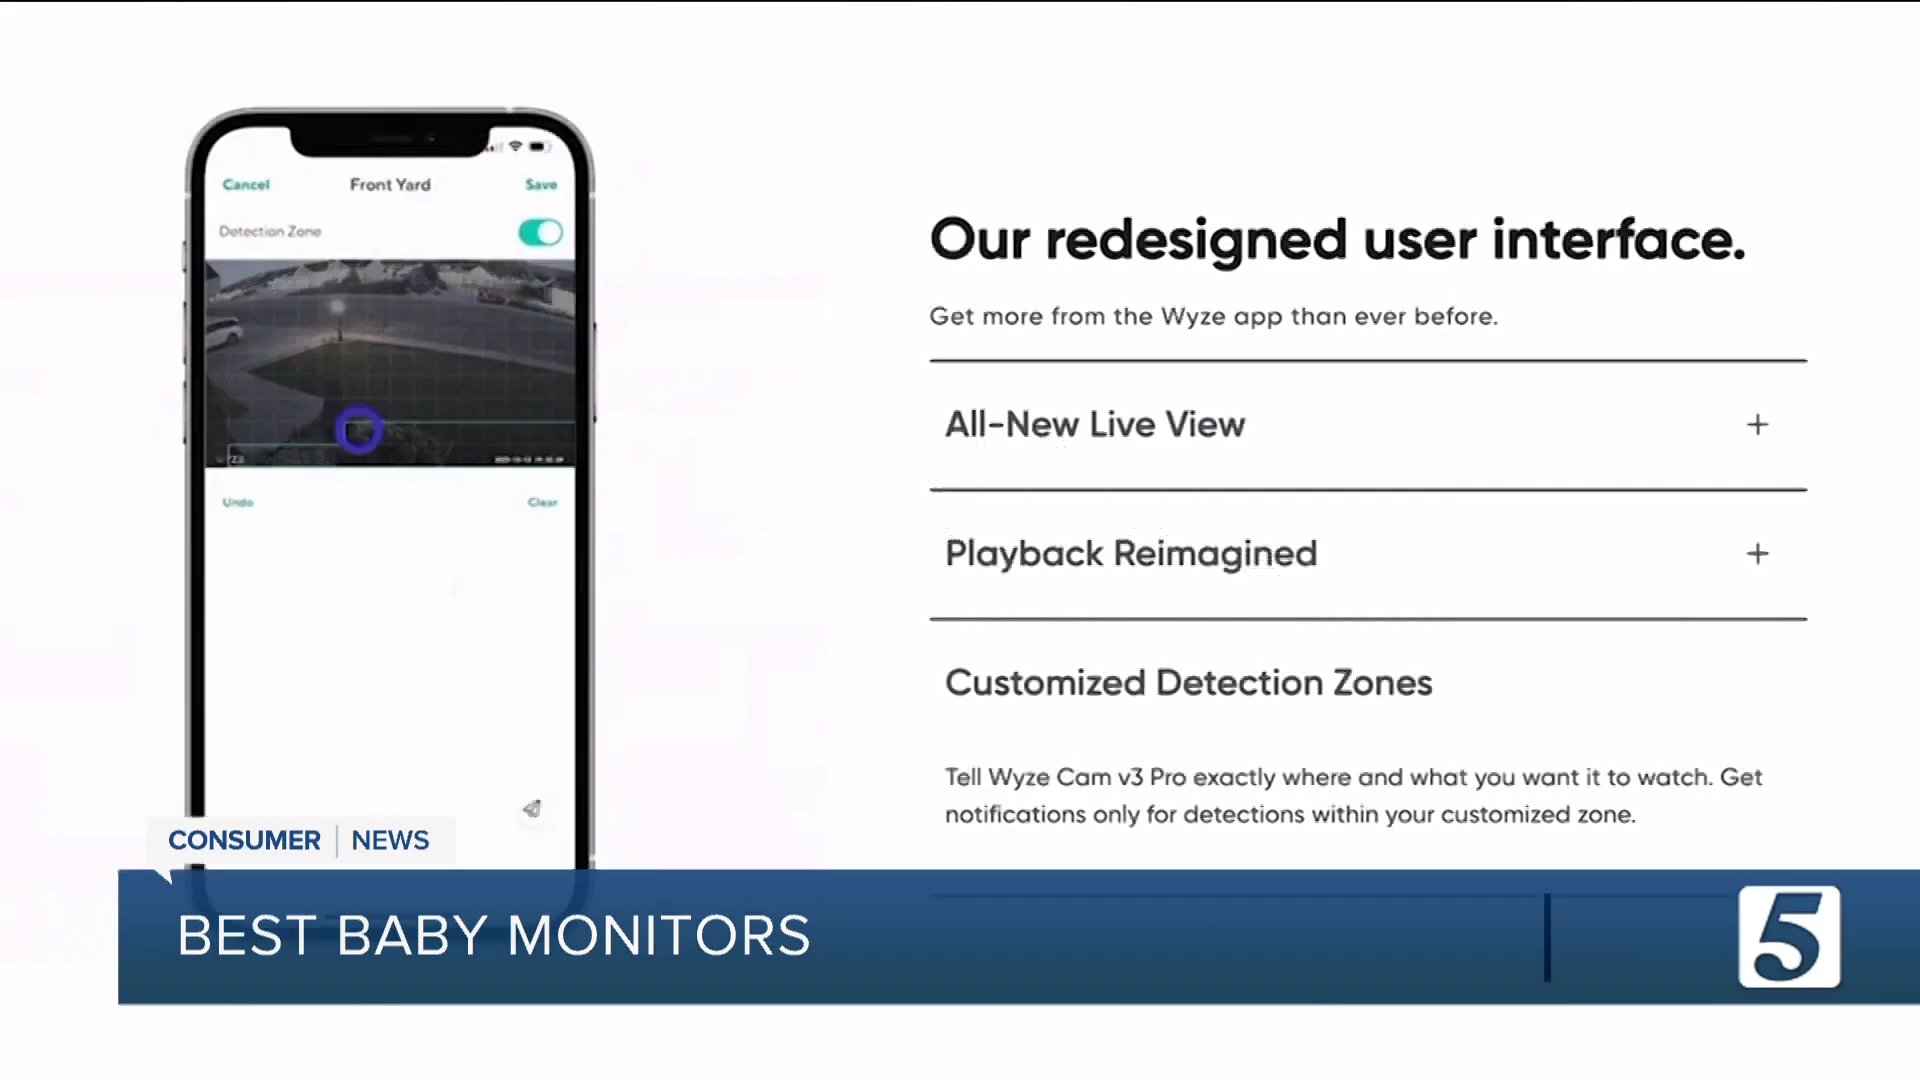 Cancel Front Yard Save
Detection Zone
Undo Clear
Our redesigned user interface.
Get more from the Wyze app than ever before.
All-New Live View +
Playback Reimagined +
Customized Detection Zones
Tell Wyze Cam v3 Pro exactly where and what you want it to watch. Get
notifications only for detections within your customized zone.
CONSUMER | NEWS
BEST BABY MONITORS
5